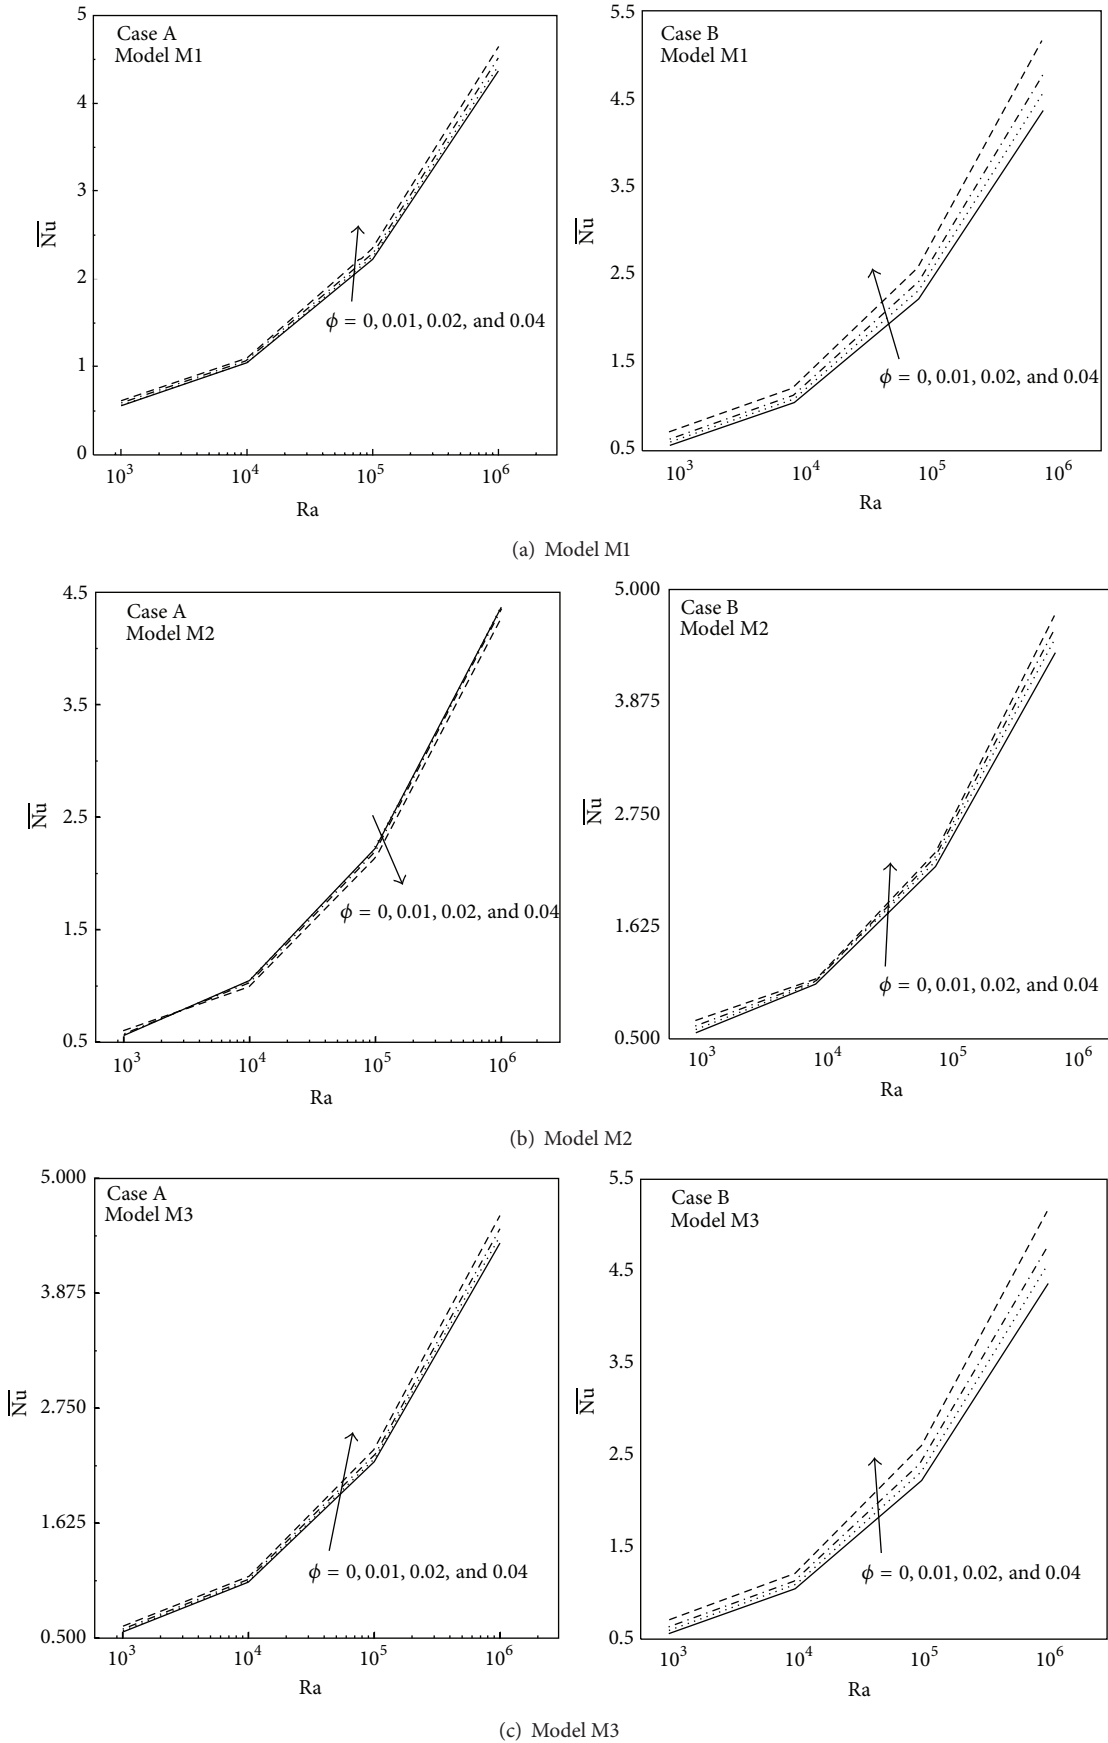 Case A
Model M1
5
4
3
2
1
0
N̅u̅
ϕ = 0, 0.01, 0.02, and 0.04
10³ 10⁴ 10⁵ 10⁶
Ra
Case B
Model M1
5.5
4.5
3.5
2.5
1.5
0.5
N̅u̅
ϕ = 0, 0.01, 0.02, and 0.04
10³ 10⁴ 10⁵ 10⁶
Ra
(a) Model M1
Case A
Model M2
4.5
3.5
2.5
1.5
0.5
N̅u̅
ϕ = 0, 0.01, 0.02, and 0.04
10³ 10⁴ 10⁵ 10⁶
Ra
Case B
Model M2
5.000
3.875
2.750
1.625
0.500
N̅u̅
ϕ = 0, 0.01, 0.02, and 0.04
10³ 10⁴ 10⁵ 10⁶
Ra
(b) Model M2
Case A
Model M3
5.000
3.875
2.750
1.625
0.500
N̅u̅
ϕ = 0, 0.01, 0.02, and 0.04
10³ 10⁴ 10⁵ 10⁶
Ra
Case B
Model M3
5.5
4.5
3.5
2.5
1.5
0.5
N̅u̅
ϕ = 0, 0.01, 0.02, and 0.04
10³ 10⁴ 10⁵ 10⁶
Ra
(c) Model M3